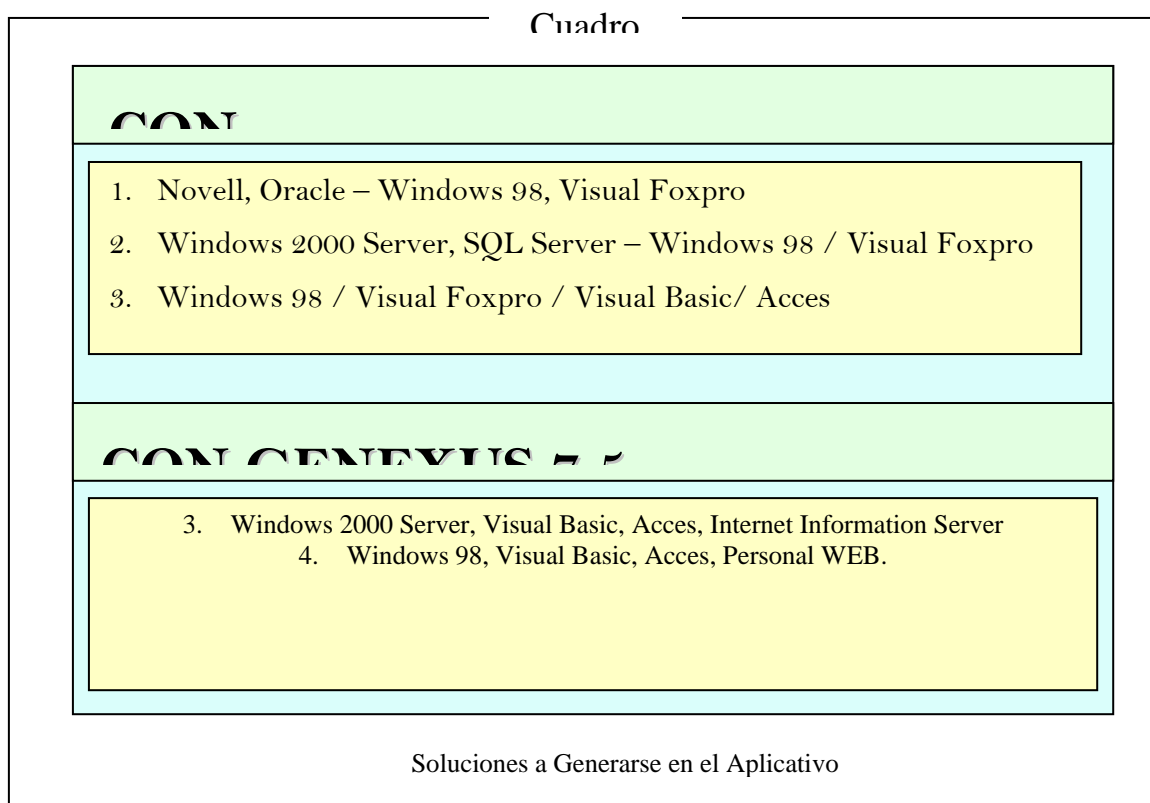 Cuadro
CON
1. Novell, Oracle – Windows 98, Visual Foxpro
2. Windows 2000 Server, SQL Server – Windows 98 / Visual Foxpro
3. Windows 98 / Visual Foxpro / Visual Basic/ Acces
CON GENEXUS 7.5
3. Windows 2000 Server, Visual Basic, Acces, Internet Information Server
4. Windows 98, Visual Basic, Acces, Personal WEB.
Soluciones a Generarse en el Aplicativo